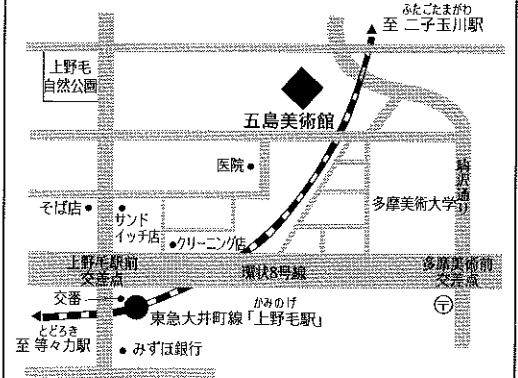 ふたごたまがわ
至 二子玉川駅
上野毛
自然公園
五島美術館
医院
駒沢通り
そば店
サンド
イッチ店
多摩美術大学
クリーニング店
上野毛駅前
交差点
環状8号線
多摩美術前
交差点
交番
かみのげ
東急大井町線「上野毛駅」
〒
とどろき
至 等々力駅
みずほ銀行